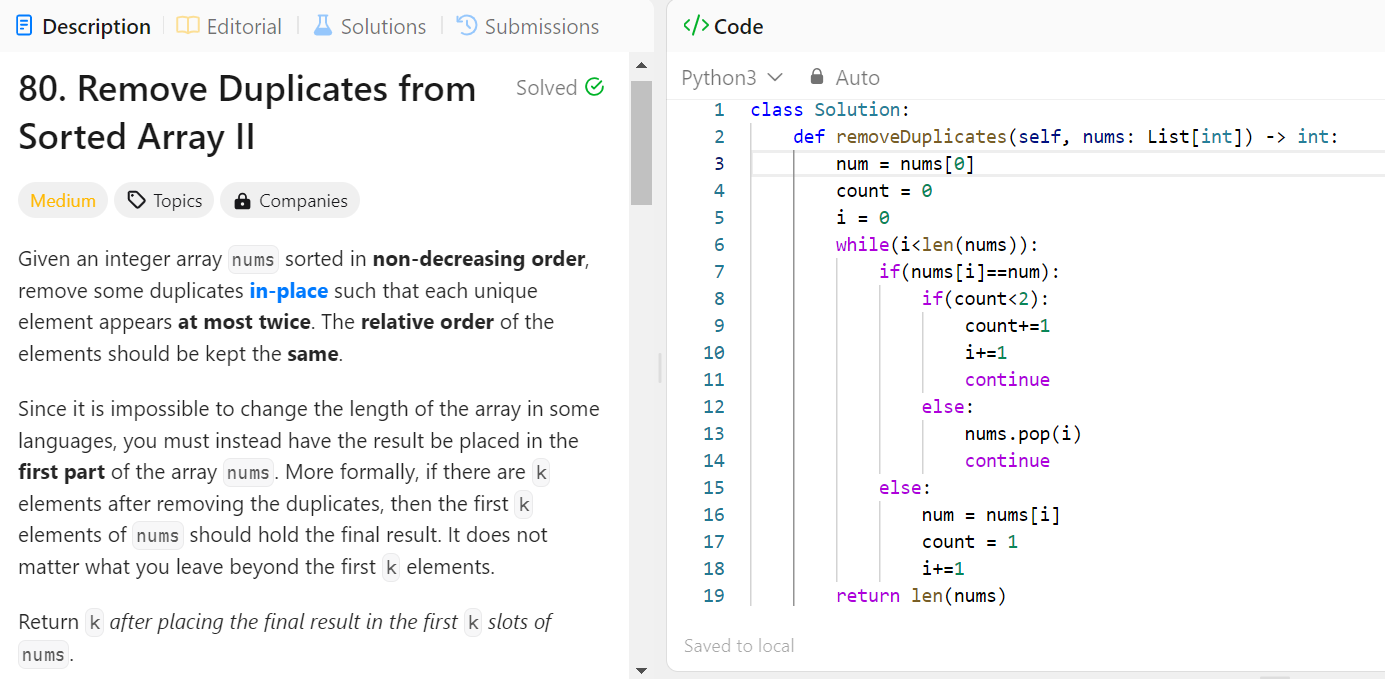 Description
Editorial
Solutions
Submissions
80. Remove Duplicates from
Sorted Array II
Solved
Medium
Topics
Companies
Given an integer array nums sorted in non-decreasing order,
remove some duplicates in-place such that each unique
element appears at most twice. The relative order of the
elements should be kept the same.
Since it is impossible to change the length of the array in some
languages, you must instead have the result be placed in the
first part of the array nums. More formally, if there are k
elements after removing the duplicates, then the first k
elements of nums should hold the final result. It does not
matter what you leave beyond the first k elements.
Return k after placing the final result in the first k slots of
nums.
</> Code
Python3
Auto
1 class Solution:
2     def removeDuplicates(self, nums: List[int]) -> int:
3         num = nums[0]
4         count = 0
5         i = 0
6         while(i<len(nums)):
7             if(nums[i]==num):
8                 if(count<2):
9                     count+=1
10                     i+=1
11                     continue
12                 else:
13                     nums.pop(i)
14                     continue
15             else:
16                 num = nums[i]
17                 count = 1
18                 i+=1
19         return len(nums)
Saved to local